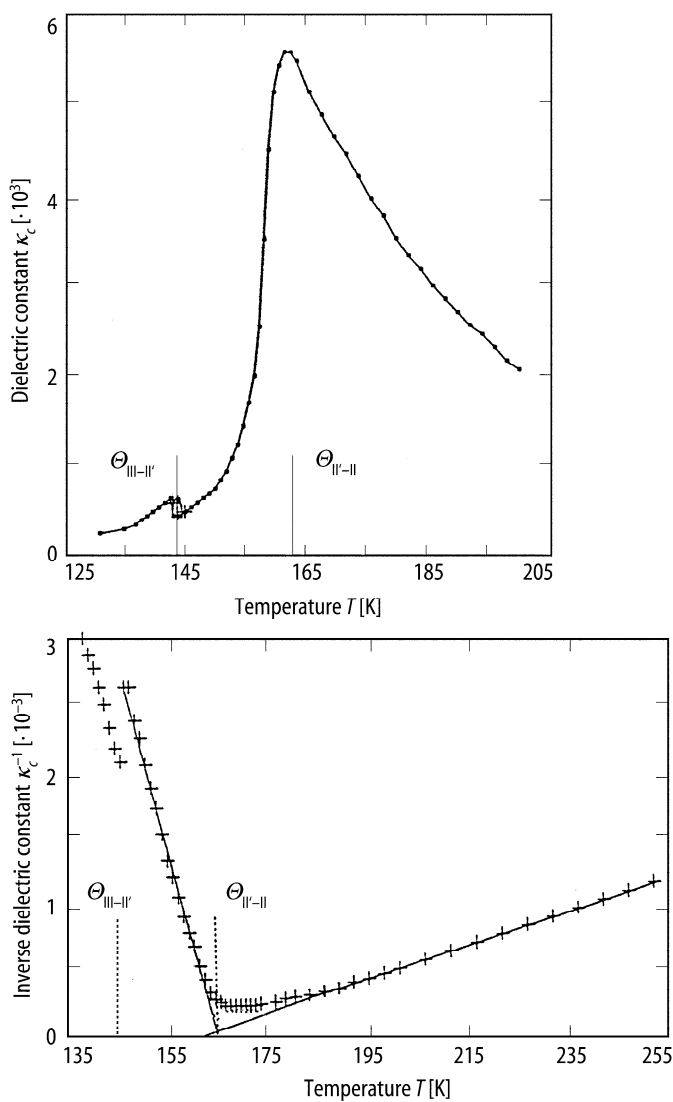 6
4
2
0
Dielectric constant κc [·10³]
ΘIII–II′
ΘII′–II
125 145 165 185 205
Temperature T [K]
3
2
1
0
Inverse dielectric constant κc⁻¹ [·10⁻³]
ΘIII–II′
ΘII′–II
135 155 175 195 215 235 255
Temperature T [K]